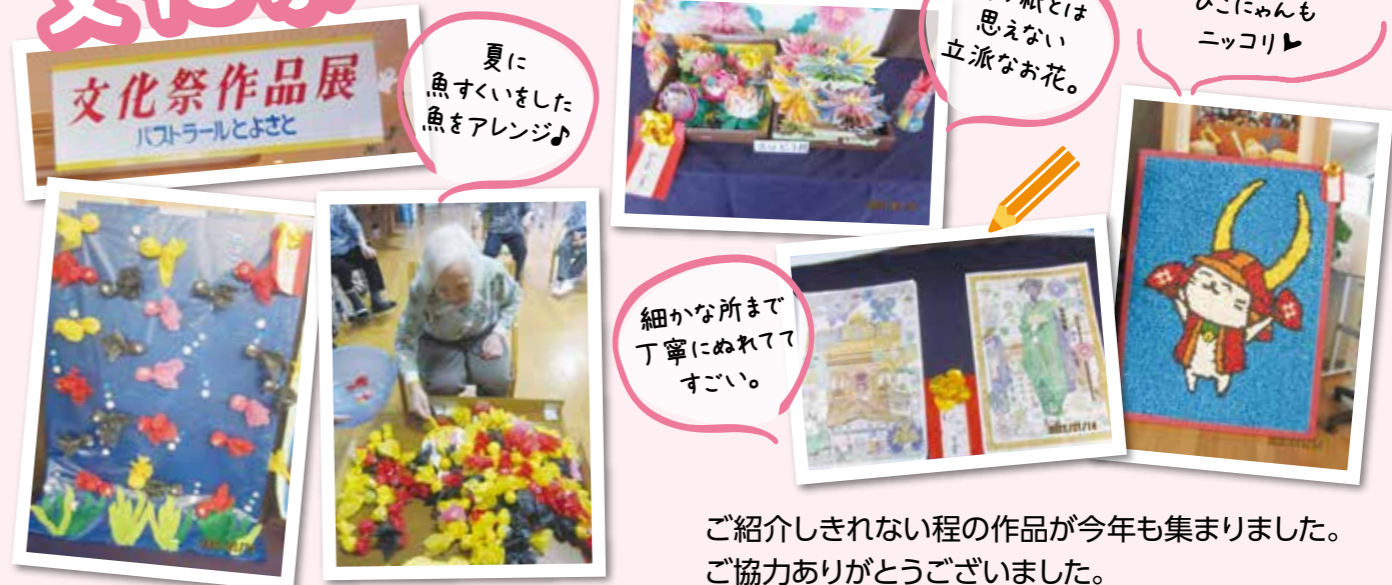 文化祭作品展
パストラールとよさと
夏に
魚すくいをした
魚をアレンジ♪
紙とは
思えない
立派なお花。
ひこにゃんも
ニッコリ
細かな所まで
丁寧にぬれてて
すごい。
ご紹介しきれない程の作品が今年も集まりました。
ご協力ありがとうございました。